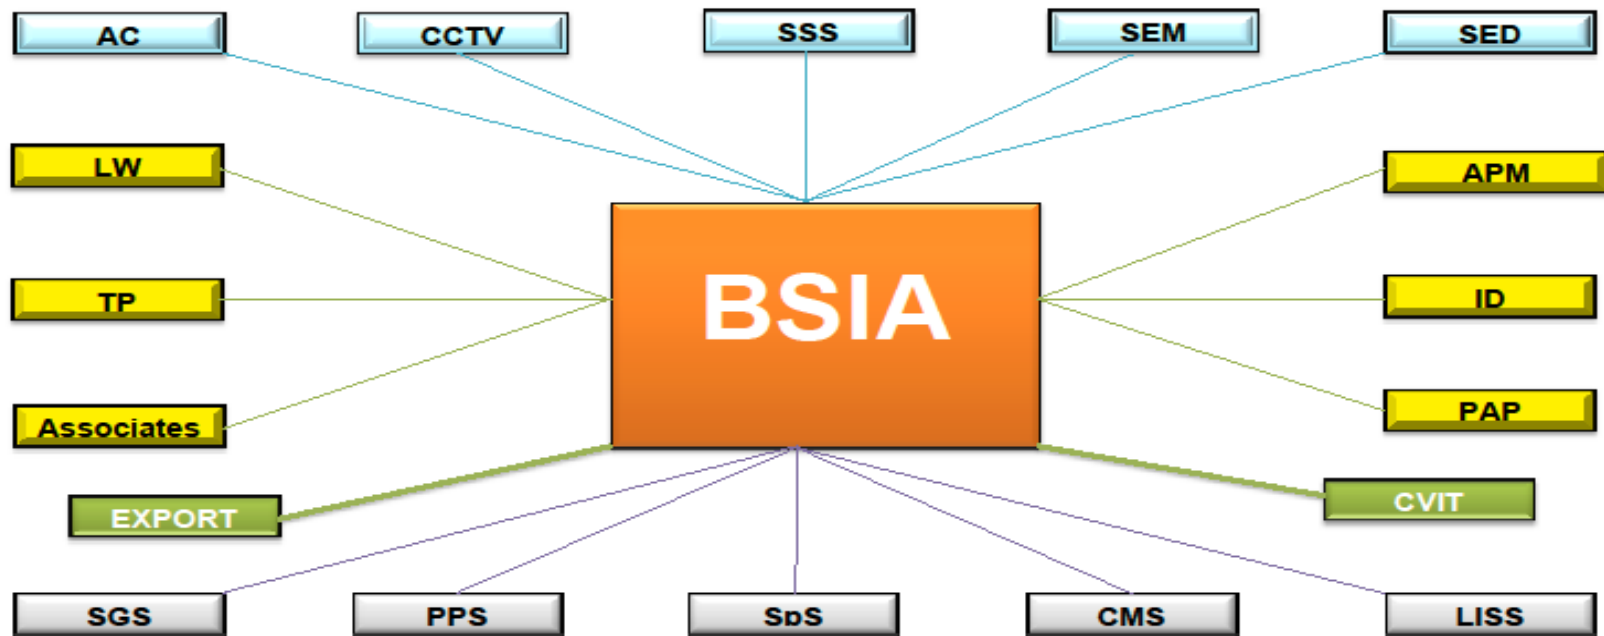 AC
CCTV
SSS
SEM
SED
LW
APM
BSIA
TP
ID
Associates
PAP
EXPORT
CVIT
SGS
PPS
SpS
CMS
LISS